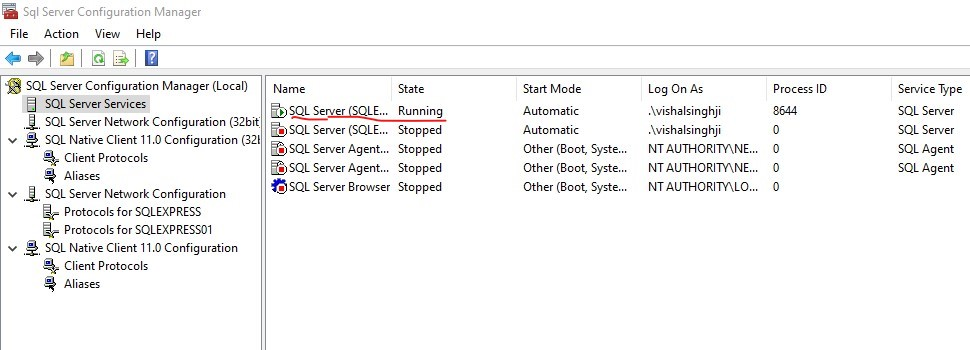 Sql Server Configuration Manager
File Action View Help
SQL Server Configuration Manager (Local)
SQL Server Services
SQL Server Network Configuration (32bit
SQL Native Client 11.0 Configuration (32l
Client Protocols
Aliases
SQL Server Network Configuration
Protocols for SQLEXPRESS
Protocols for SQLEXPRESS01
SQL Native Client 11.0 Configuration
Client Protocols
Aliases
Name State Start Mode Log On As Process ID Service Type
SQL Server (SQLE... Running Automatic .\vishalsinghji 8644 SQL Server
SQL Server (SQLE... Stopped Automatic .\vishalsinghji 0 SQL Server
SQL Server Agent... Stopped Other (Boot, Syste... NT AUTHORITY\NE... 0 SQL Agent
SQL Server Agent... Stopped Other (Boot, Syste... NT AUTHORITY\NE... 0 SQL Agent
SQL Server Browser Stopped Other (Boot, Syste... NT AUTHORITY\LO... 0